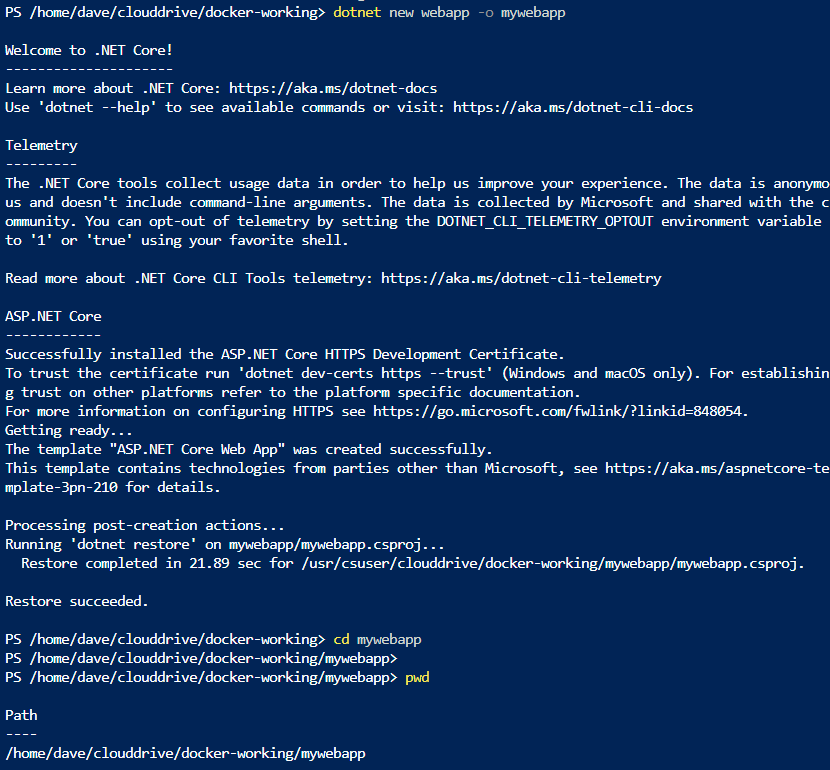 PS /home/dave/clouddrive/docker-working> dotnet new webapp -o mywebapp
Welcome to .NET Core!
---------------------
Learn more about .NET Core: https://aka.ms/dotnet-docs
Use 'dotnet --help' to see available commands or visit: https://aka.ms/dotnet-cli-docs
Telemetry
---------
The .NET Core tools collect usage data in order to help us improve your experience. The data is anonymo
us and doesn't include command-line arguments. The data is collected by Microsoft and shared with the c
ommunity. You can opt-out of telemetry by setting the DOTNET_CLI_TELEMETRY_OPTOUT environment variable
to '1' or 'true' using your favorite shell.
Read more about .NET Core CLI Tools telemetry: https://aka.ms/dotnet-cli-telemetry
ASP.NET Core
------------
Successfully installed the ASP.NET Core HTTPS Development Certificate.
To trust the certificate run 'dotnet dev-certs https --trust' (Windows and macOS only). For establishin
g trust on other platforms refer to the platform specific documentation.
For more information on configuring HTTPS see https://go.microsoft.com/fwlink/?linkid=848054.
Getting ready...
The template "ASP.NET Core Web App" was created successfully.
This template contains technologies from parties other than Microsoft, see https://aka.ms/aspnetcore-te
mplate-3pn-210 for details.
Processing post-creation actions...
Running 'dotnet restore' on mywebapp/mywebapp.csproj...
  Restore completed in 21.89 sec for /usr/csuser/clouddrive/docker-working/mywebapp/mywebapp.csproj.
Restore succeeded.
PS /home/dave/clouddrive/docker-working> cd mywebapp
PS /home/dave/clouddrive/docker-working/mywebapp>
PS /home/dave/clouddrive/docker-working/mywebapp> pwd
Path
----
/home/dave/clouddrive/docker-working/mywebapp